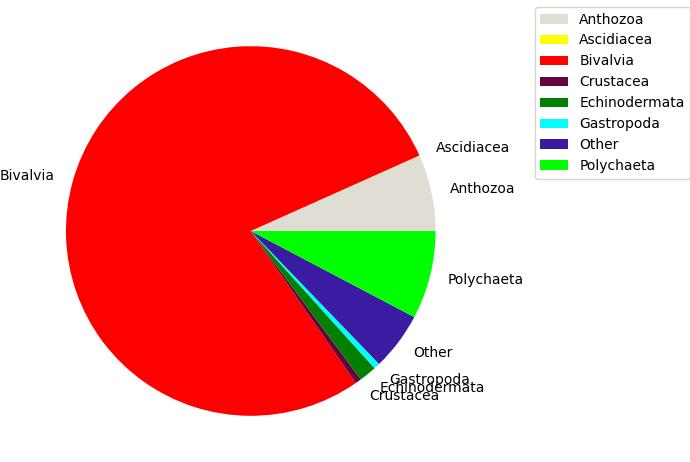 Anthozoa
Ascidiacea
Bivalvia
Crustacea
Echinodermata
Gastropoda
Other
Polychaeta
Ascidiacea
Bivalvia
Anthozoa
Polychaeta
Other
Gastropoda
Echinodermata
Crustacea